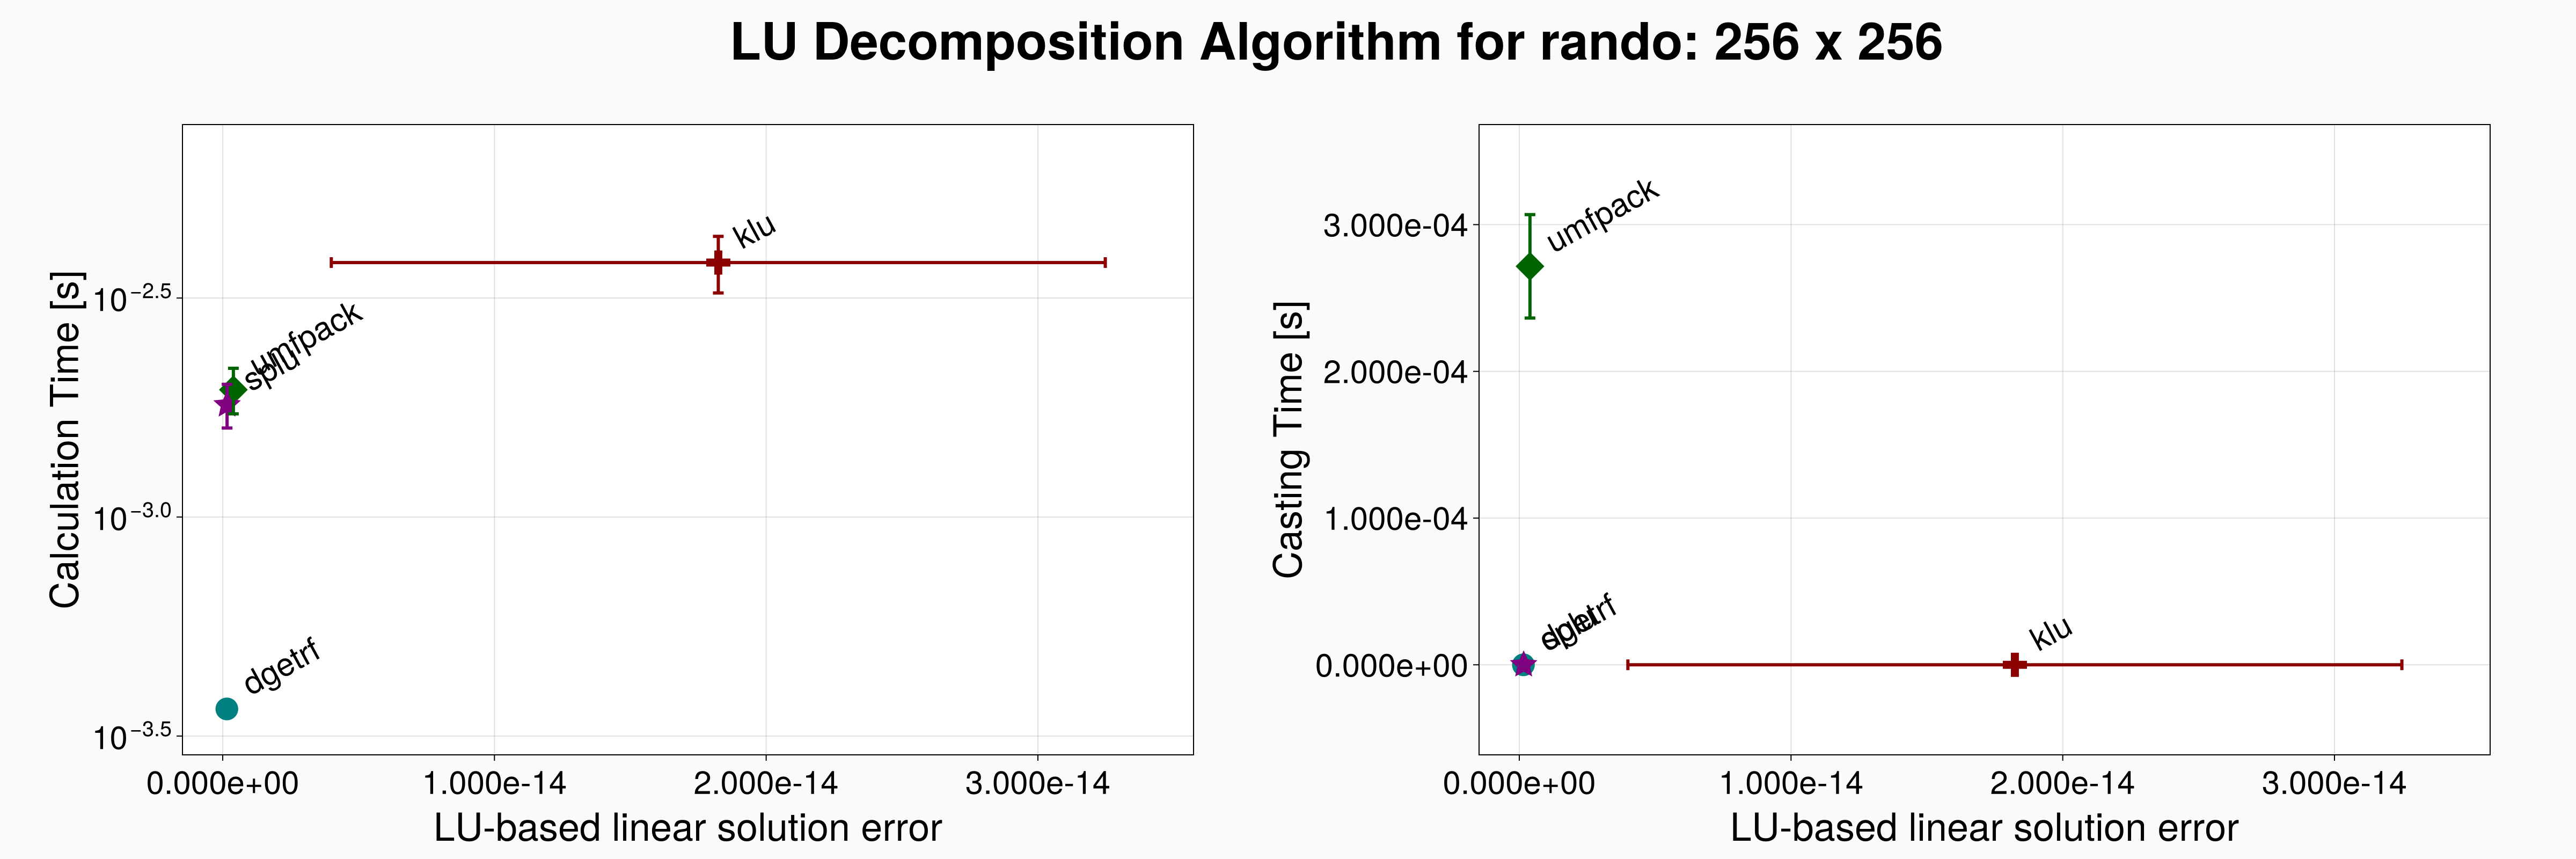 LU Decomposition Algorithm for rando: 256 x 256
Calculation Time [s]
10^−2.5
10^−3.0
10^−3.5
klu
umfpack
splu
dgetrf
0.000e+00 1.000e-14 2.000e-14 3.000e-14
LU-based linear solution error
Casting Time [s]
3.000e-04
2.000e-04
1.000e-04
0.000e+00
umfpack
dgetrf
splu
klu
0.000e+00 1.000e-14 2.000e-14 3.000e-14
LU-based linear solution error